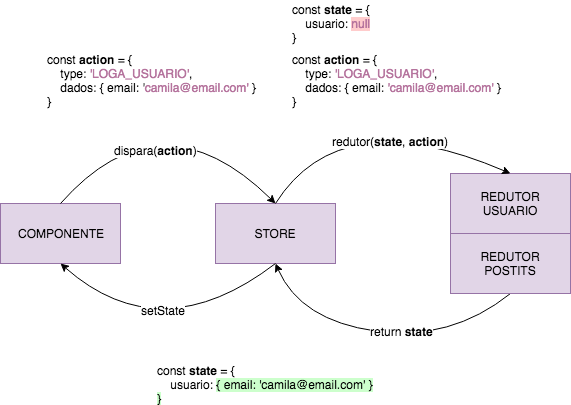 const state = {
usuario: null
}
const action = {
type: 'LOGA_USUARIO',
dados: { email: 'camila@email.com' }
}
const action = {
type: 'LOGA_USUARIO',
dados: { email: 'camila@email.com' }
}
dispara(action)
redutor(state, action)
COMPONENTE
STORE
REDUTOR
USUARIO
REDUTOR
POSTITS
setState
return state
const state = {
usuario: { email: 'camila@email.com' }
}